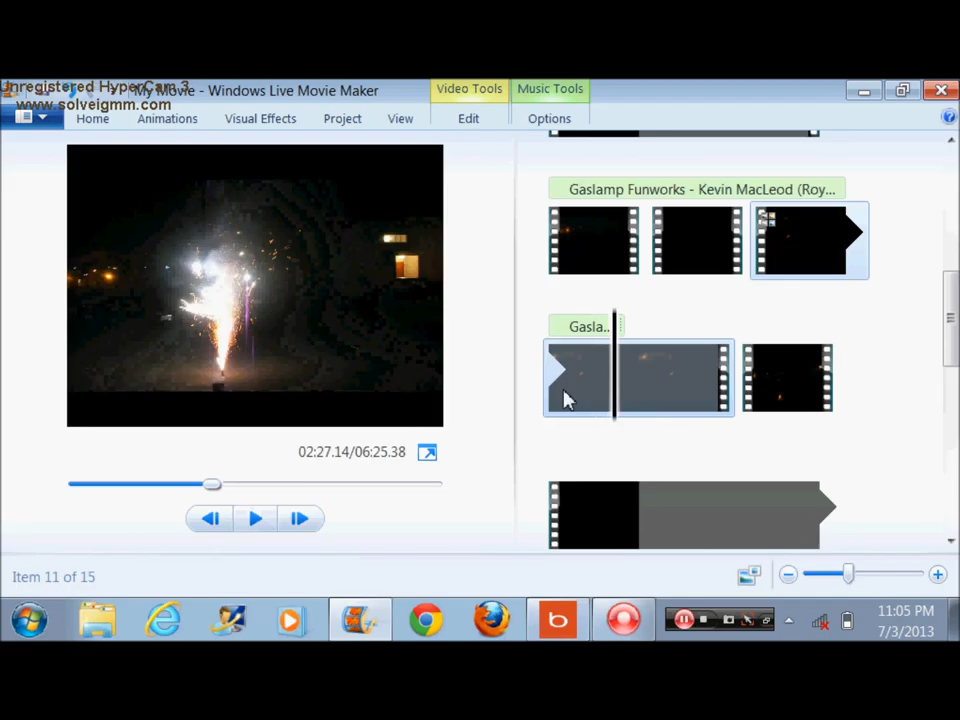 Unregistered HyperCam 3
www.solveigmm.com
My Movie - Windows Live Movie Maker
Video Tools
Music Tools
Home
Animations
Visual Effects
Project
View
Edit
Options
Gaslamp Funworks - Kevin MacLeod (Roy...
Gasla...
02:27.14/06:25.38
Item 11 of 15
b
11:05 PM
7/3/2013